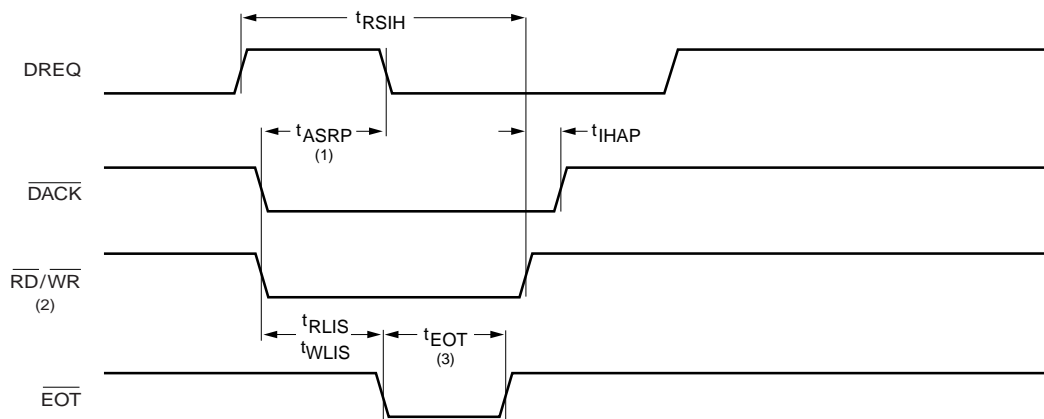 tRSIH
DREQ
tASRP
(1)
tIHAP
DACK
RD/WR
(2)
tRLIS
tWLIS
tEOT
(3)
EOT